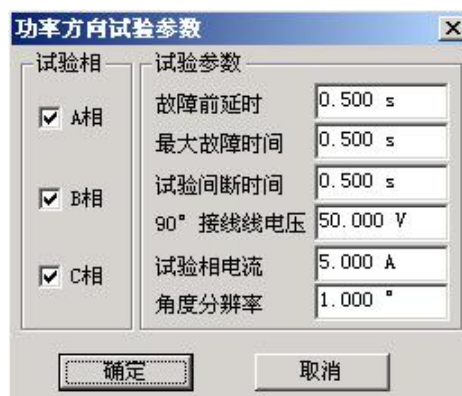 功率方向试验参数
试验相
A相
B相
C相
试验参数
故障前延时 0.500 s
最大故障时间 0.500 s
试验间断时间 0.500 s
90° 接线线电压 50.000 V
试验相电流 5.000 A
角度分辨率 1.000 °
确定 取消